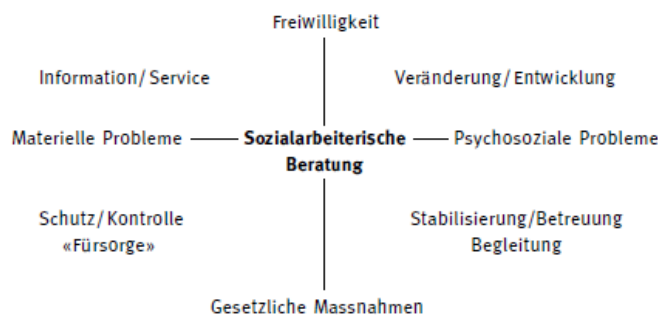 Freiwilligkeit
Information/Service
Veränderung/Entwicklung
Materielle Probleme
Sozialarbeiterische
Beratung
Psychosoziale Probleme
Schutz/Kontrolle
«Fürsorge»
Stabilisierung/Betreuung
Begleitung
Gesetzliche Massnahmen